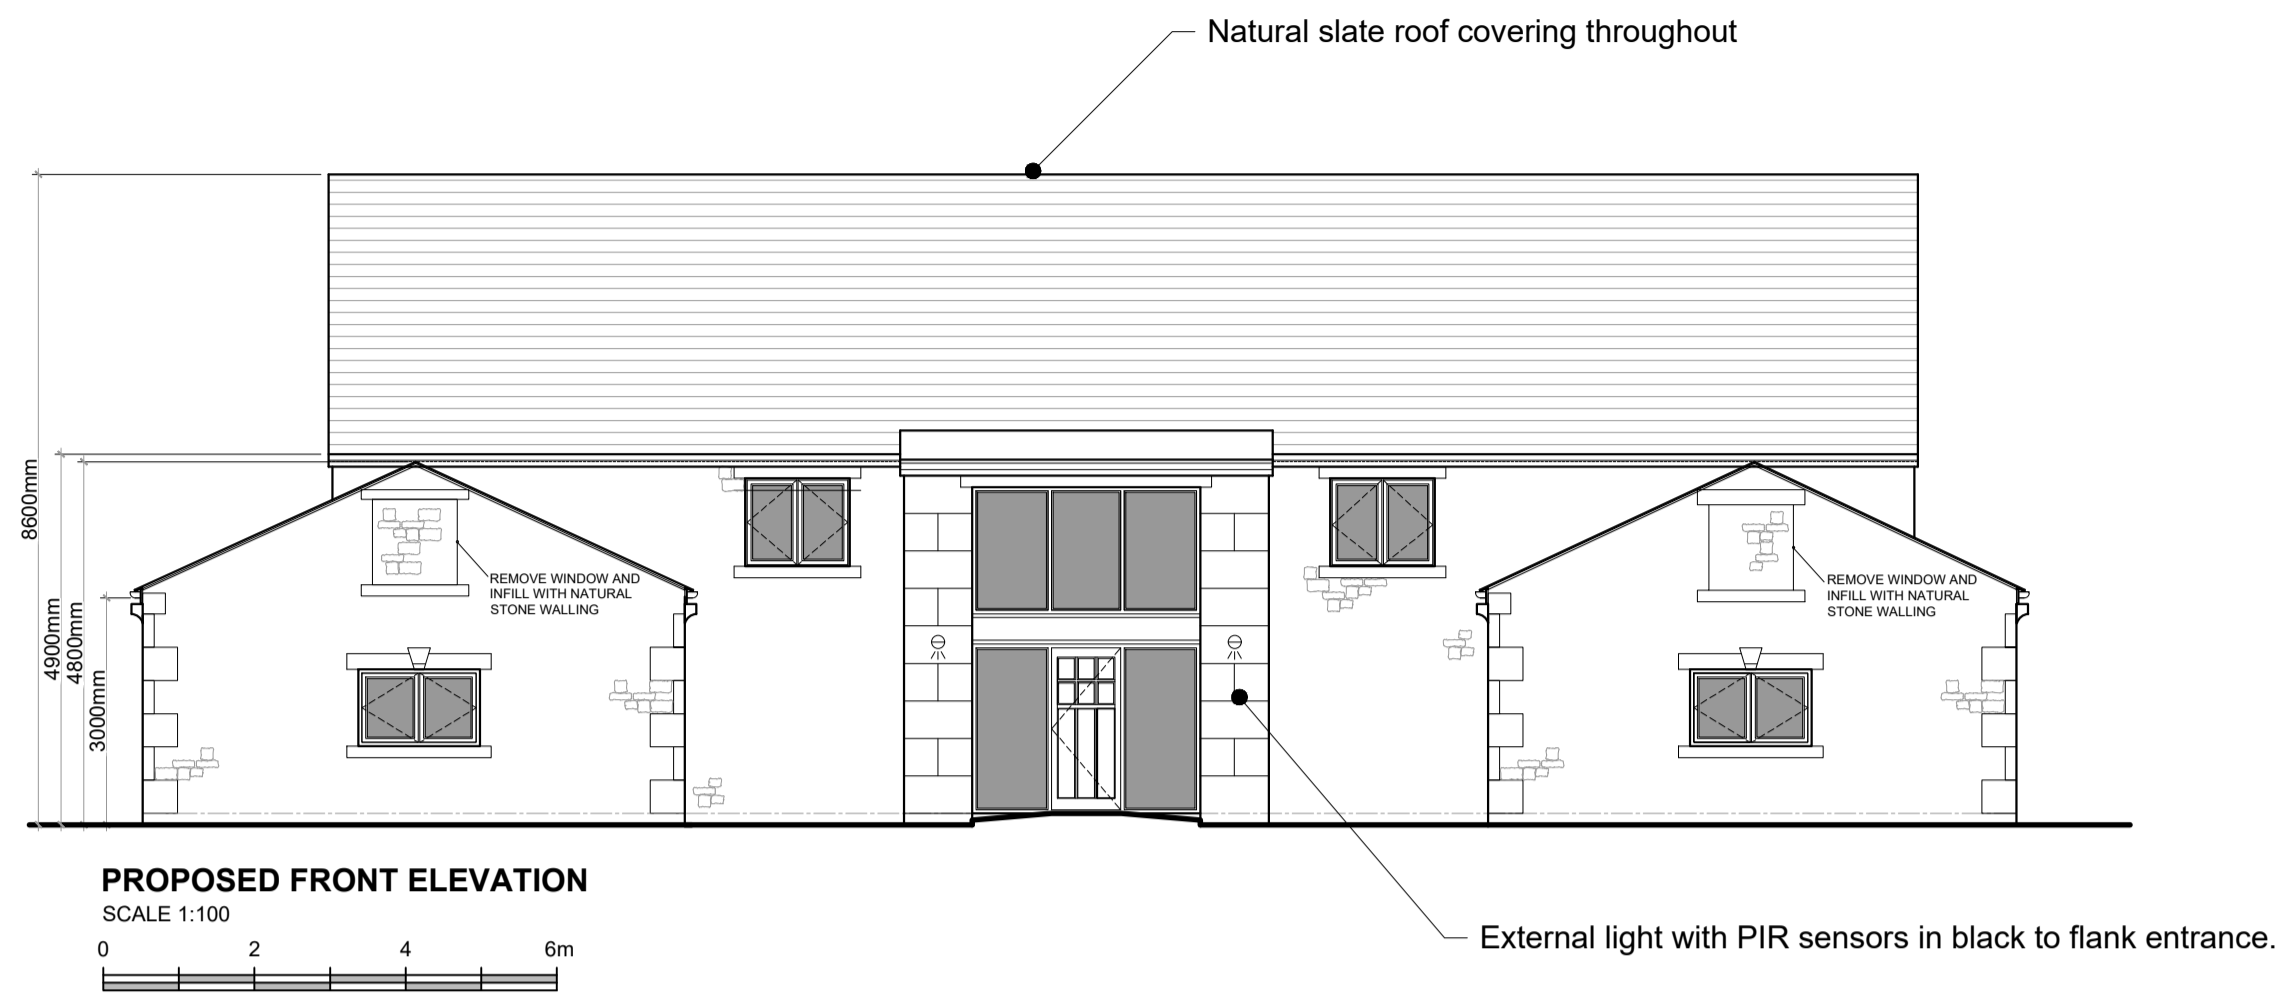 Natural slate roof covering throughout
8600mm
4900mm
4800mm
3000mm
REMOVE WINDOW AND
INFILL WITH NATURAL
STONE WALLING
REMOVE WINDOW AND
INFILL WITH NATURAL
STONE WALLING
PROPOSED FRONT ELEVATION
SCALE 1:100
0 2 4 6m
External light with PIR sensors in black to flank entrance.